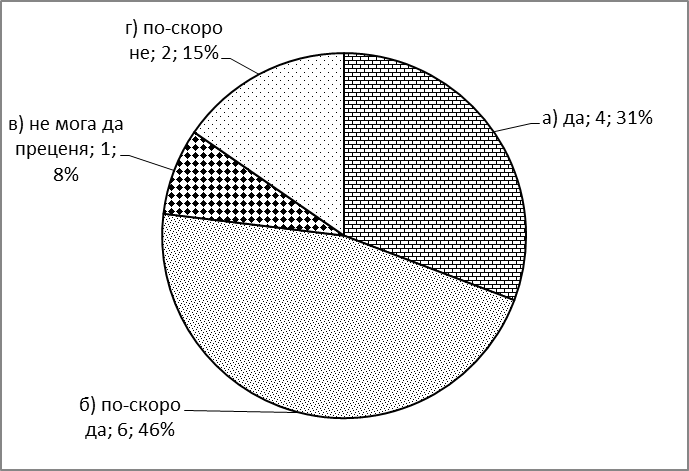 г) по-скоро
не; 2; 15%
а) да; 4; 31%
в) не мога да
преценя; 1;
8%
б) по-скоро
да; 6; 46%